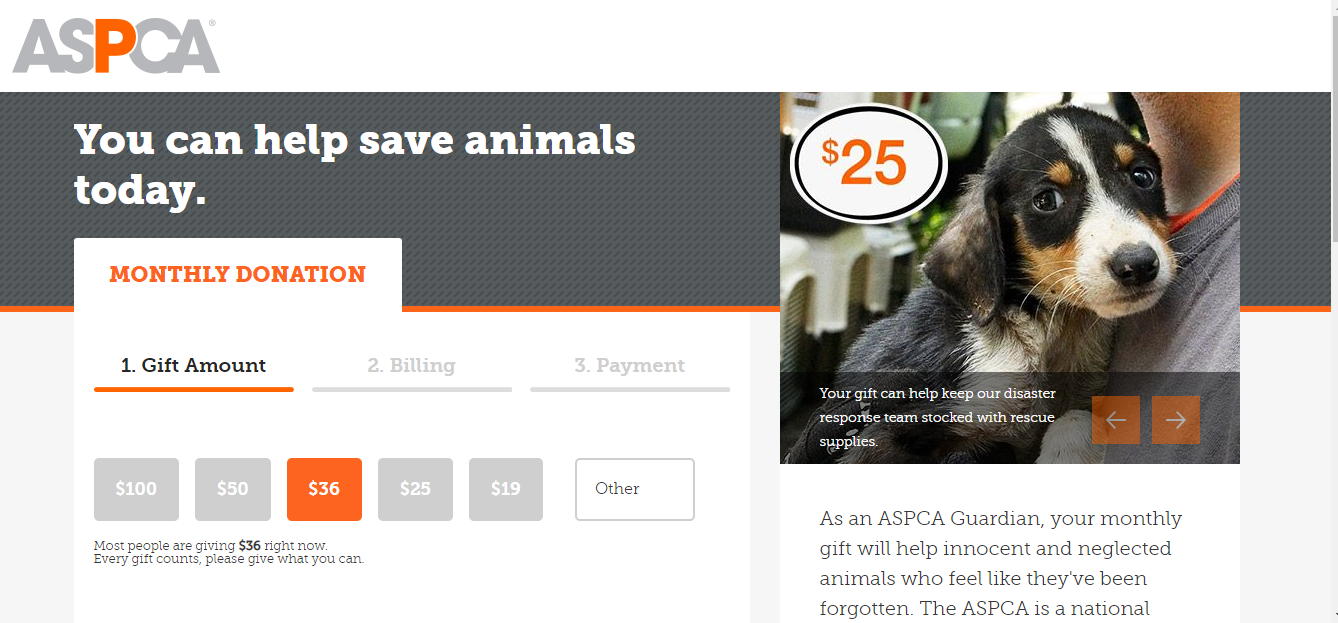 ASPCA®
You can help save animals
today.
MONTHLY DONATION
1. Gift Amount
2. Billing
3. Payment
$100
$50
$36
$25
$19
Other
Most people are giving $36 right now.
Every gift counts, please give what you can.
$25
Your gift can help keep our disaster
response team stocked with rescue
supplies.
As an ASPCA Guardian, your monthly
gift will help innocent and neglected
animals who feel like they've been
forgotten. The ASPCA is a national